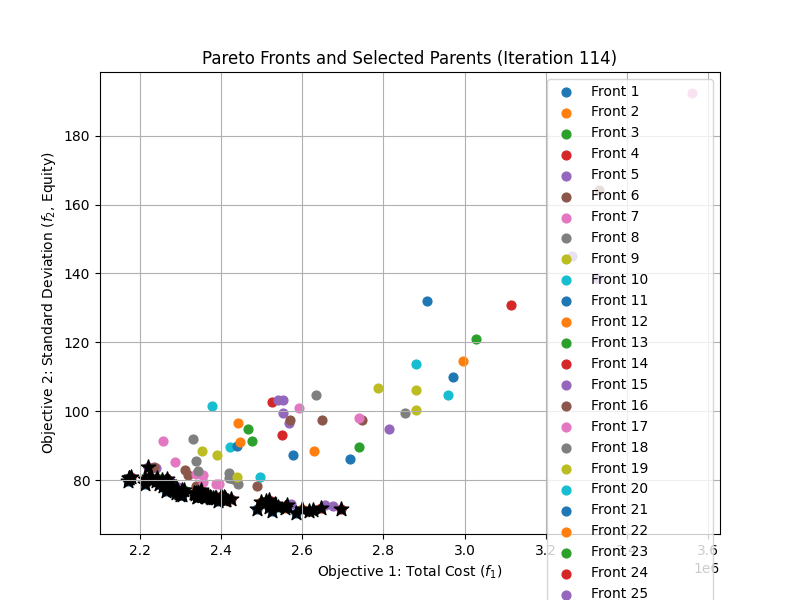 Pareto Fronts and Selected Parents (Iteration 114)
Objective 2: Standard Deviation (f₂, Equity)
180
160
140
120
100
80
2.2
2.4
2.6
2.8
3.0
3.2
3.6
1e6
Objective 1: Total Cost (f₁)
Front 1
Front 2
Front 3
Front 4
Front 5
Front 6
Front 7
Front 8
Front 9
Front 10
Front 11
Front 12
Front 13
Front 14
Front 15
Front 16
Front 17
Front 18
Front 19
Front 20
Front 21
Front 22
Front 23
Front 24
Front 25